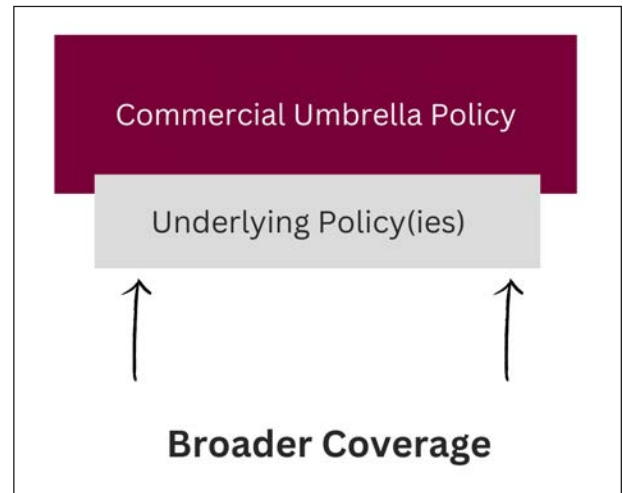 Commercial Umbrella Policy
Underlying Policy(ies)
Broader Coverage